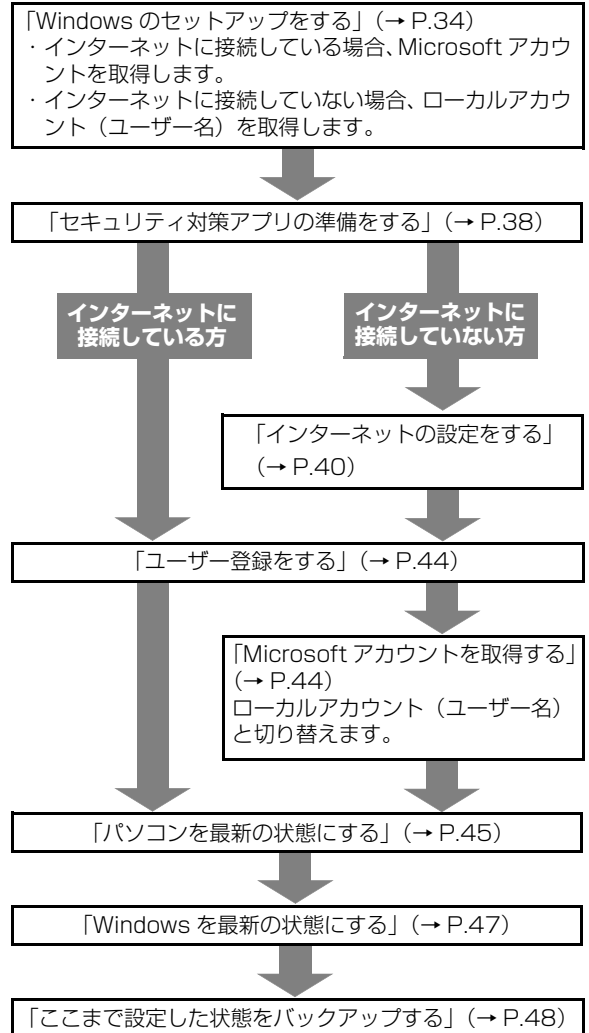 「Windows のセットアップをする」（→ P.34）
・インターネットに接続している場合、Microsoft アカウ
ントを取得します。
・インターネットに接続していない場合、ローカルアカウ
ント（ユーザー名）を取得します。
「セキュリティ対策アプリの準備をする」（→ P.38）
インターネットに
接続している方
インターネットに
接続していない方
「インターネットの設定をする」
（→ P.40）
「ユーザー登録をする」（→ P.44）
「Microsoft アカウントを取得する」
（→ P.44）
ローカルアカウント（ユーザー名）
と切り替えます。
「パソコンを最新の状態にする」（→ P.45）
「Windows を最新の状態にする」（→ P.47）
「ここまで設定した状態をバックアップする」（→ P.48）